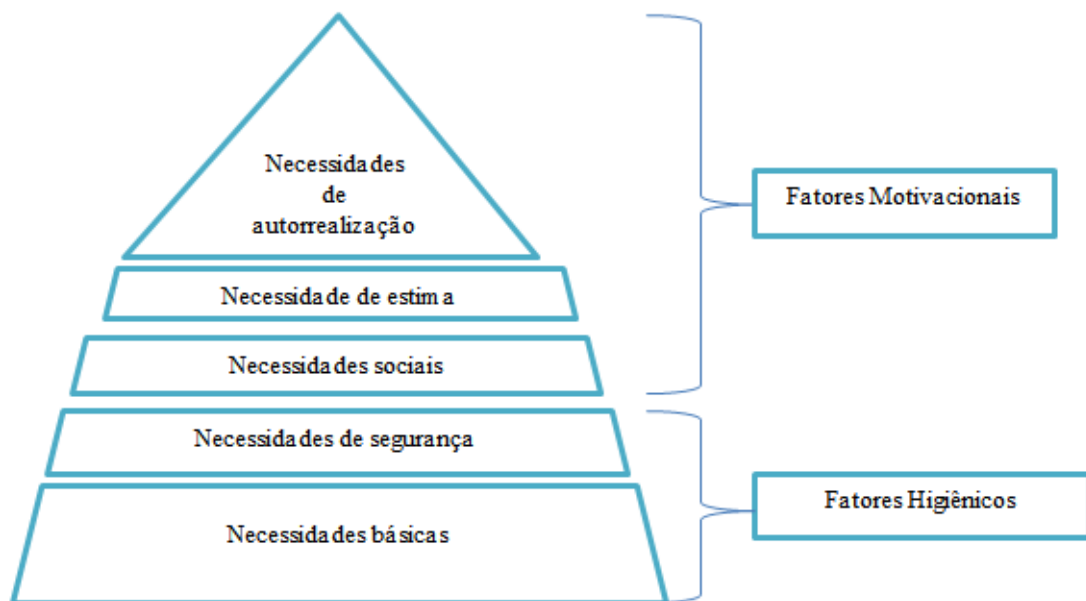 Necessidades
de
autorrealização
Fatores Motivacionais
Necessidade de estima
Necessidades sociais
Necessidades de segurança
Fatores Higiênicos
Necessidades básicas